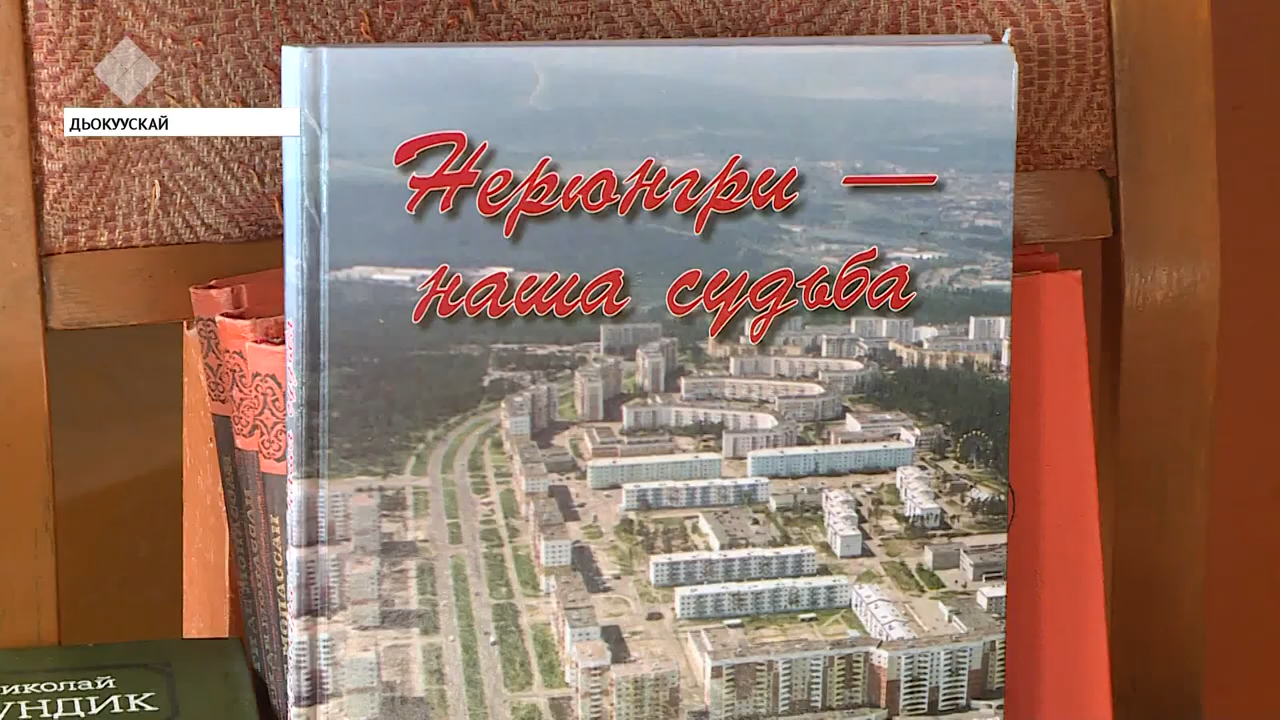 ДЬОКУУСКАЙ
Нерюнгри —
наша судьба
ИКОЛАЙ
УНДИК